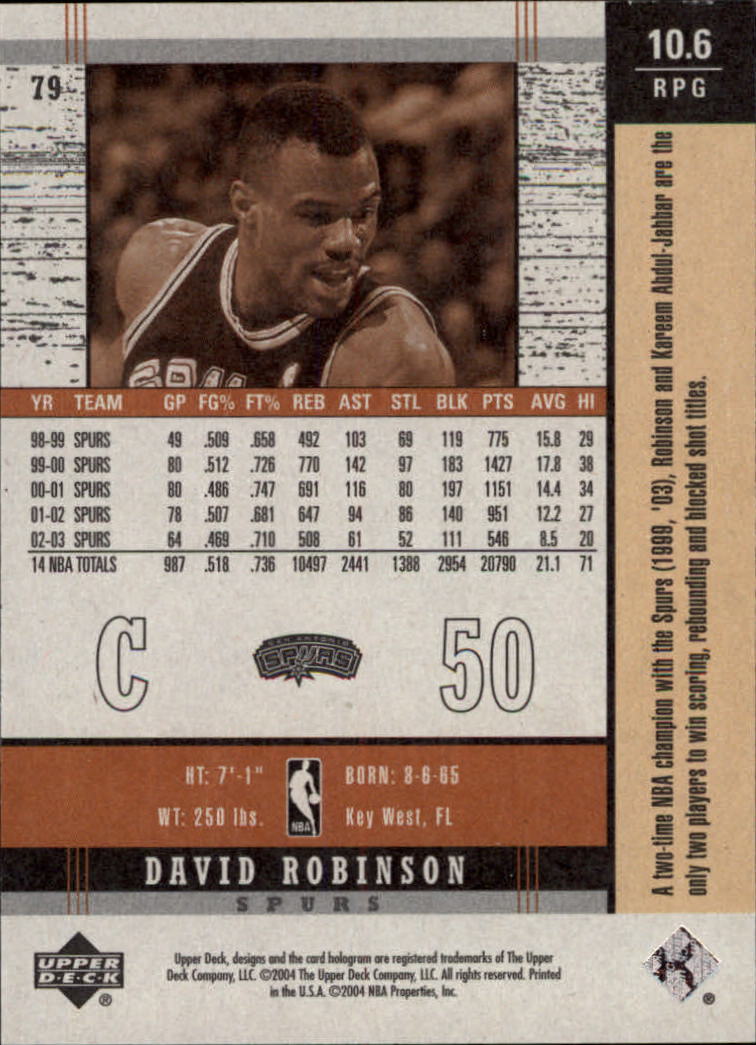 79
10.6
RPG
A two-time NBA champion with the Spurs (1999, '03), Robinson and Kareem Abdul-Jabbar are the
only two players to win scoring, rebounding and blocked shot titles.
YR TEAM GP FG% FT% REB AST STL BLK PTS AVG HI
98-99 SPURS 49 .509 .658 492 103 69 119 775 15.8 29
99-00 SPURS 80 .512 .726 770 142 97 183 1427 17.8 38
00-01 SPURS 80 .486 .747 691 116 80 197 1151 14.4 34
01-02 SPURS 78 .507 .681 647 94 86 140 951 12.2 27
02-03 SPURS 64 .469 .710 508 61 52 111 546 8.5 20
14 NBA TOTALS 987 .518 .736 10497 2441 1388 2954 20790 21.1 71
C
SAN ANTONIO
SPURS
50
HT: 7'-1" BORN: 8-6-65
WT: 250 lbs. Key West, FL
NBA
DAVID ROBINSON
SPURS
UPPER
D·E·C·K
®
Upper Deck, designs and the card hologram are registered trademarks of The Upper
Deck Company, LLC. ©2004 The Upper Deck Company, LLC. All rights reserved. Printed
in the U.S.A. ©2004 NBA Properties, Inc.
®